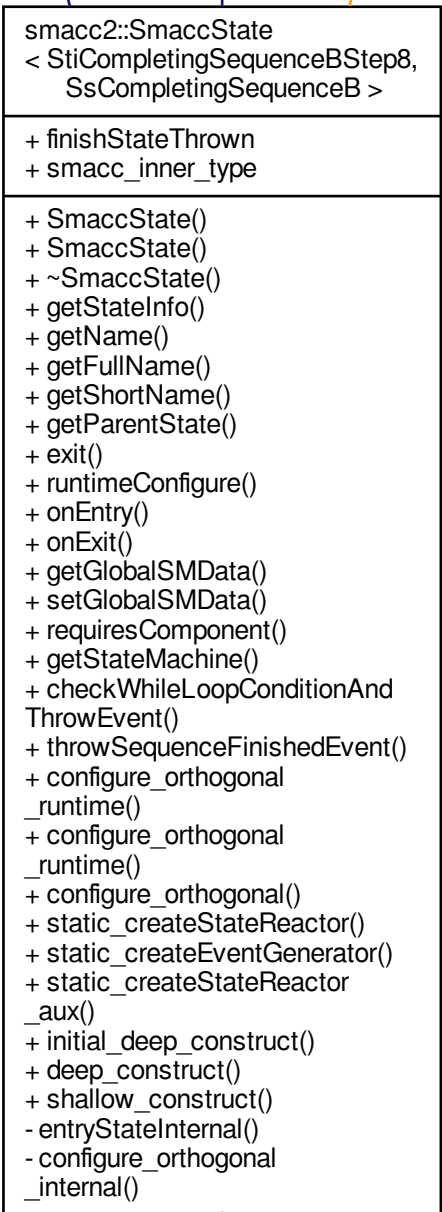 smacc2::SmaccState
< StiCompletingSequenceBStep8,
SsCompletingSequenceB >
+ finishStateThrown
+ smacc_inner_type
+ SmaccState()
+ SmaccState()
+ ~SmaccState()
+ getStateInfo()
+ getName()
+ getFullName()
+ getShortName()
+ getParentState()
+ exit()
+ runtimeConfigure()
+ onEntry()
+ onExit()
+ getGlobalSMData()
+ setGlobalSMData()
+ requiresComponent()
+ getStateMachine()
+ checkWhileLoopConditionAnd
ThrowEvent()
+ throwSequenceFinishedEvent()
+ configure_orthogonal
_runtime()
+ configure_orthogonal
_runtime()
+ configure_orthogonal()
+ static_createStateReactor()
+ static_createEventGenerator()
+ static_createStateReactor
_aux()
+ initial_deep_construct()
+ deep_construct()
+ shallow_construct()
- entryStateInternal()
- configure_orthogonal
_internal()